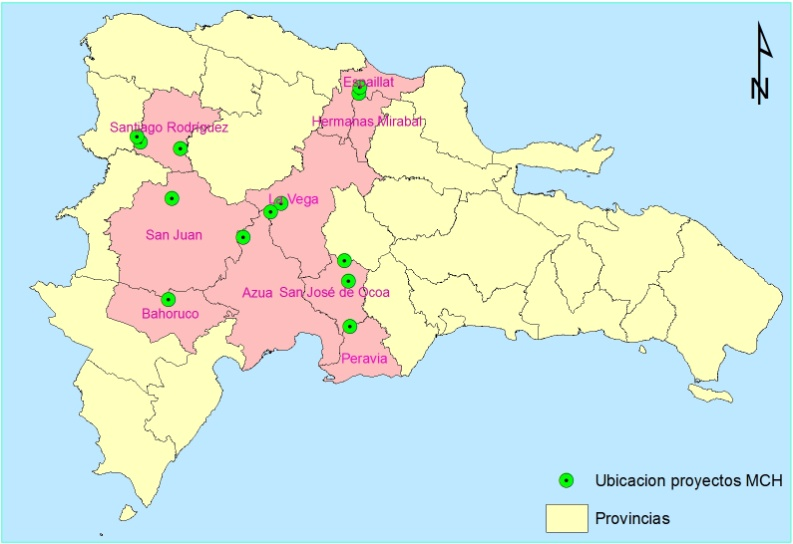 N
Espaillat
Hermanas Mirabal
Santiago Rodríguez
La Vega
San Juan
Azua
San José de Ocoa
Bahoruco
Peravia
Ubicacion proyectos MCH
Provincias